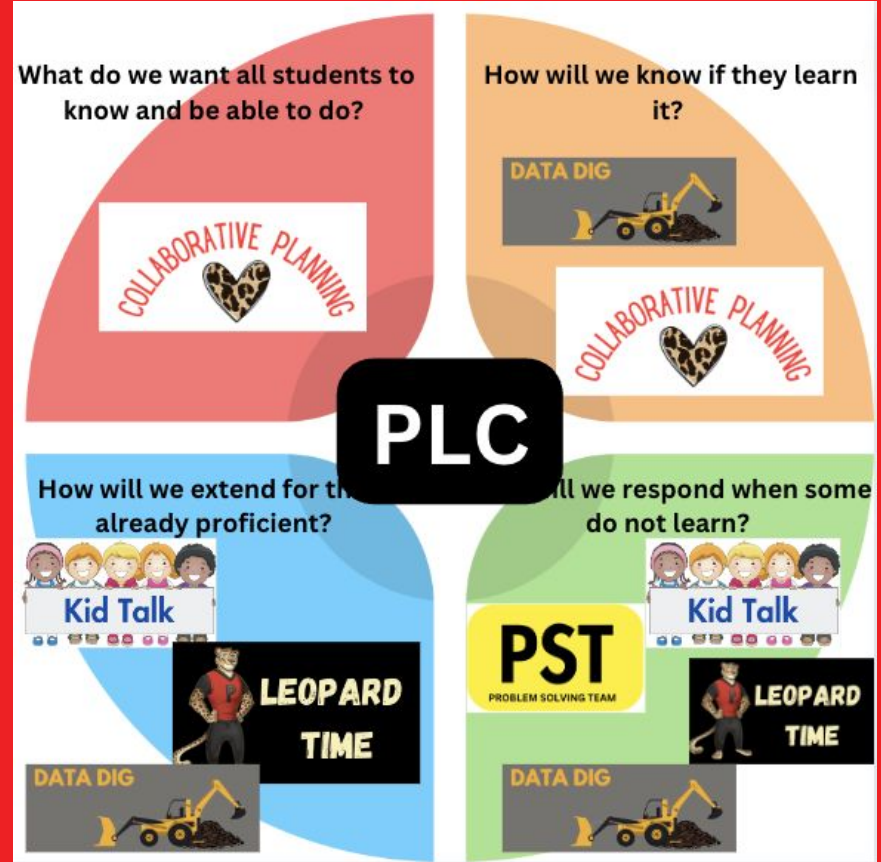 What do we want all students to
know and be able to do?
COLLABORATIVE PLANNING
How will we know if they learn
it?
DATA DIG
COLLABORATIVE PLANNING
PLC
How will we extend for
already proficient?
Kid Talk
LEOPARD
TIME
DATA DIG
we respond when some
do not learn?
Kid Talk
PST
PROBLEM SOLVING TEAM
LEOPARD
TIME
DATA DIG